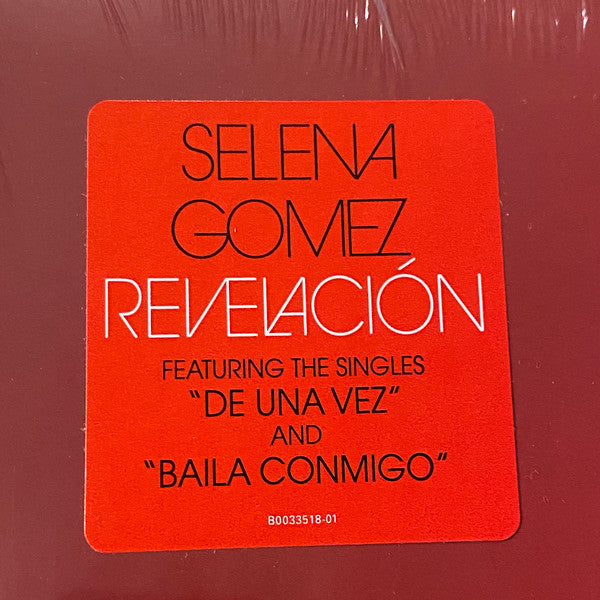 SELENA
GOMEZ
REVELACIÓN
FEATURING THE SINGLES
"DE UNA VEZ"
AND
"BAILA CONMIGO"
B0033518-01